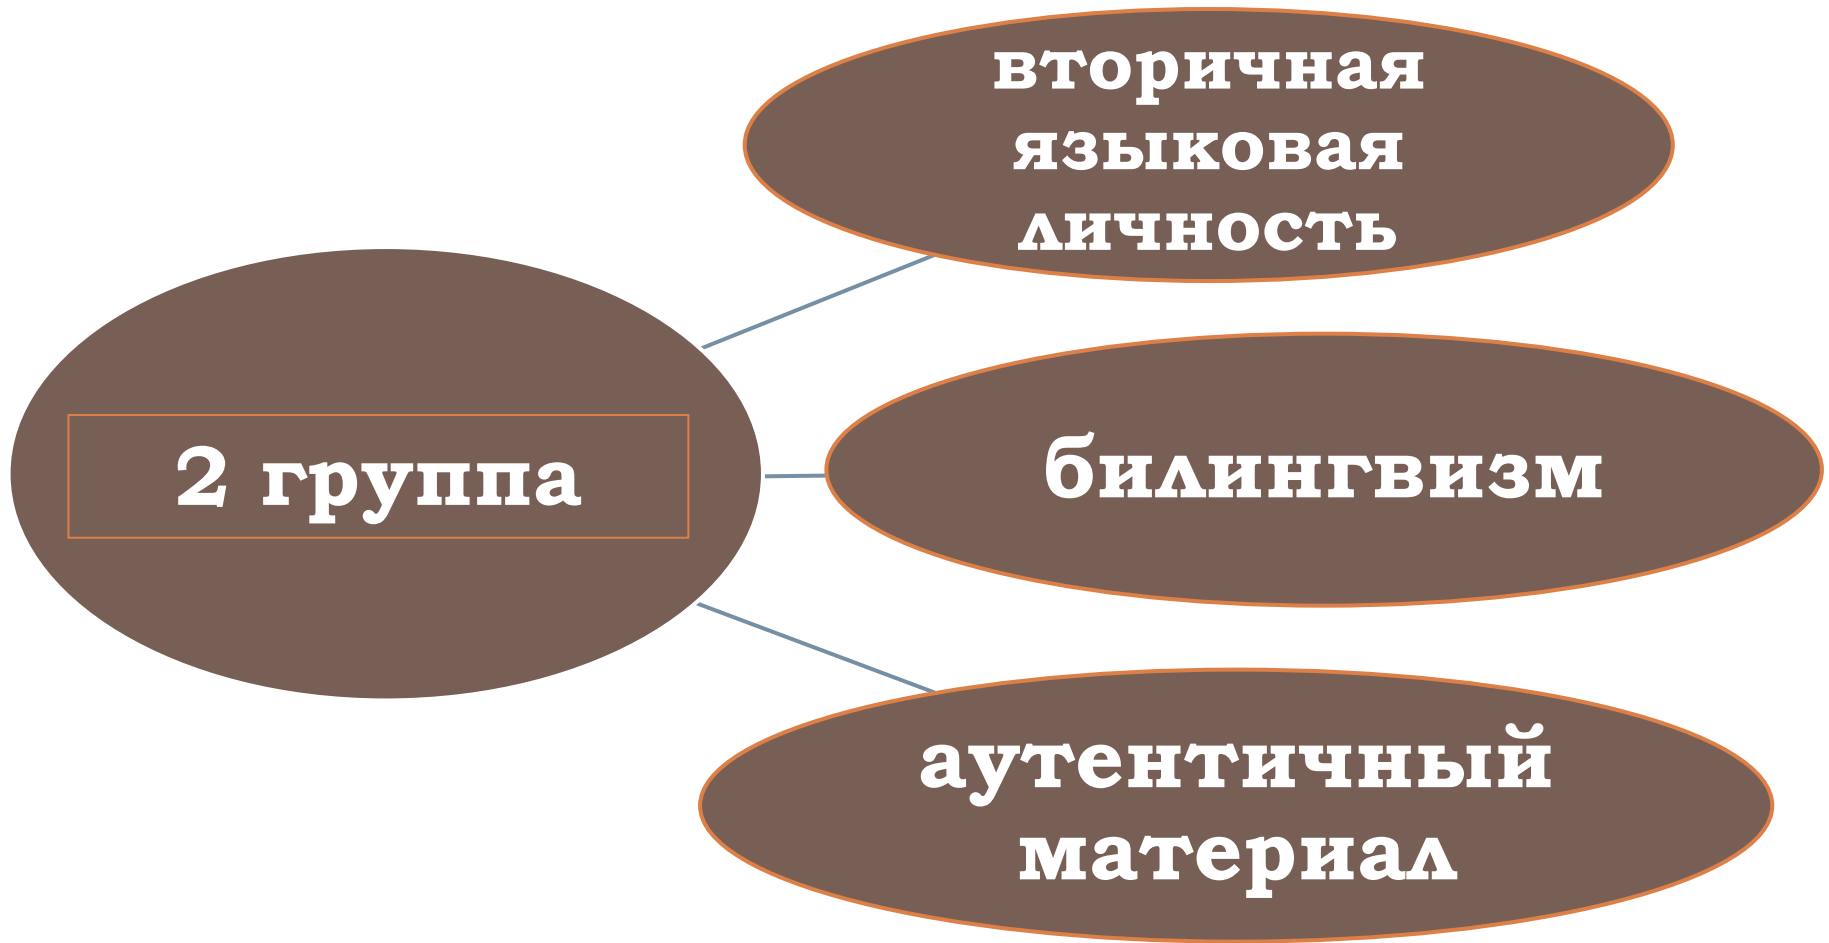 2 группа
вторичная
языковая
личность
билингвизм
аутентичный
материал